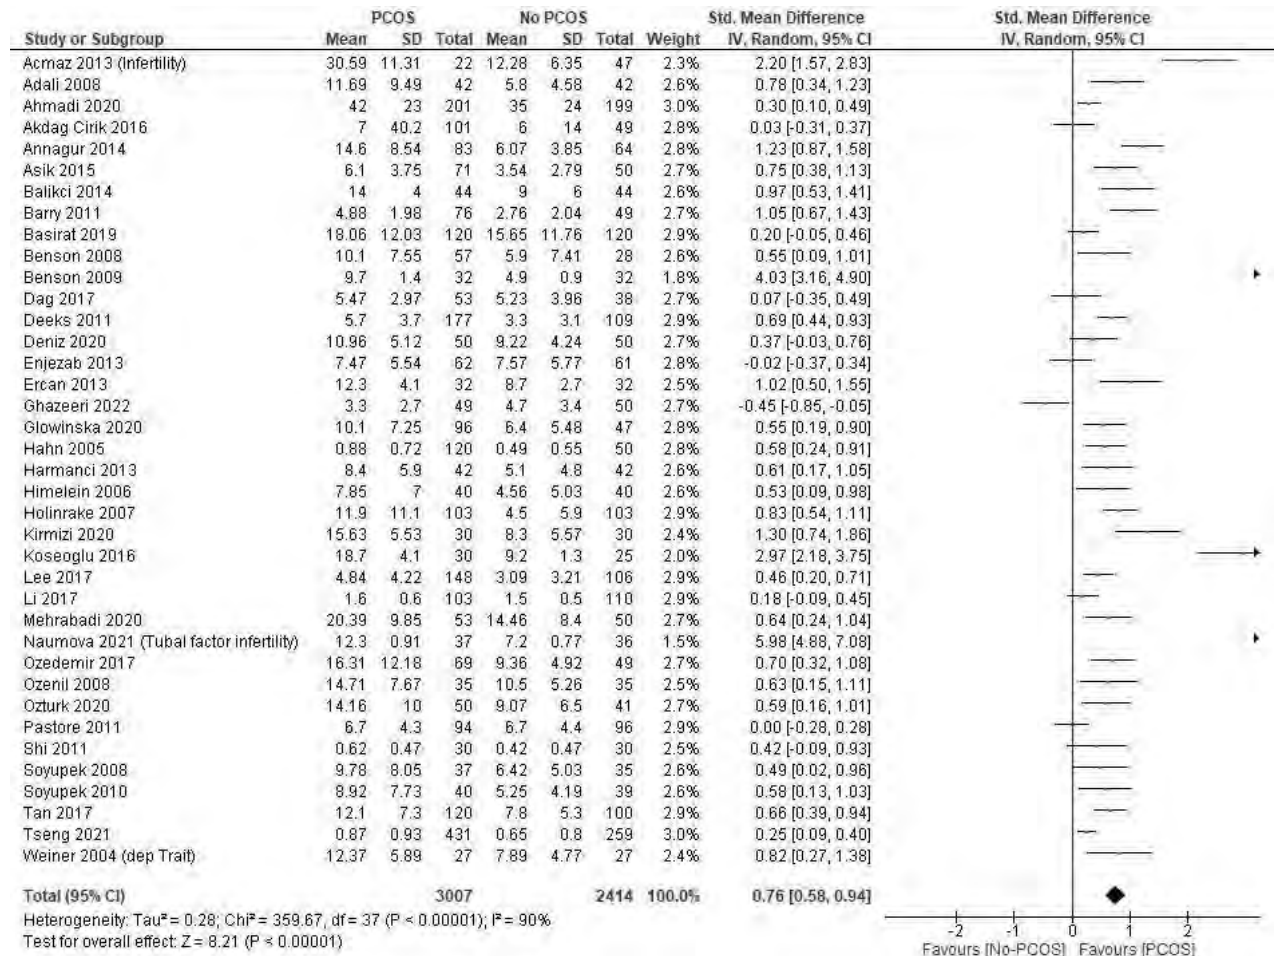 PCOS No PCOS Std. Mean Difference Std. Mean Difference
Study or Subgroup Mean SD Total Mean SD Total Weight IV, Random, 95% CI IV, Random, 95% CI
Acmaz 2013 (Infertility) 30.59 11.31 22 12.28 6.35 47 2.3% 2.20 [1.57, 2.83]
Adali 2008 11.69 9.49 42 5.8 4.58 42 2.6% 0.78 [0.34, 1.23]
Ahmadi 2020 42 23 201 35 24 199 3.0% 0.30 [0.10, 0.49]
Akdag Cirik 2016 7 40.2 101 6 14 49 2.8% 0.03 [-0.31, 0.37]
Annagur 2014 14.6 8.54 83 6.07 3.85 64 2.8% 1.23 [0.87, 1.58]
Asik 2015 6.1 3.75 71 3.54 2.79 50 2.7% 0.75 [0.38, 1.13]
Balikci 2014 14 4 44 9 6 44 2.6% 0.97 [0.53, 1.41]
Barry 2011 4.88 1.98 76 2.76 2.04 49 2.7% 1.05 [0.67, 1.43]
Basirat 2019 18.06 12.03 120 15.65 11.76 120 2.9% 0.20 [-0.05, 0.46]
Benson 2008 10.1 7.55 57 5.9 7.41 28 2.6% 0.55 [0.09, 1.01]
Benson 2009 9.7 1.4 32 4.9 0.9 32 1.8% 4.03 [3.16, 4.90]
Dag 2017 5.47 2.97 53 5.23 3.96 38 2.7% 0.07 [-0.35, 0.49]
Deeks 2011 5.7 3.7 177 3.3 3.1 109 2.9% 0.69 [0.44, 0.93]
Deniz 2020 10.96 5.12 50 9.22 4.24 50 2.7% 0.37 [-0.03, 0.76]
Enjezab 2013 7.47 5.54 62 7.57 5.77 61 2.8% -0.02 [-0.37, 0.34]
Ercan 2013 12.3 4.1 32 8.7 2.7 32 2.5% 1.02 [0.50, 1.55]
Ghazeeri 2022 3.3 2.7 49 4.7 3.4 50 2.7% -0.45 [-0.85, -0.05]
Glowinska 2020 10.1 7.25 96 6.4 5.48 47 2.8% 0.55 [0.19, 0.90]
Hahn 2005 0.88 0.72 120 0.49 0.55 50 2.8% 0.58 [0.24, 0.91]
Harmanci 2013 8.4 5.9 42 5.1 4.8 42 2.6% 0.61 [0.17, 1.05]
Himelein 2006 7.85 7 40 4.56 5.03 40 2.6% 0.53 [0.09, 0.98]
Holinrake 2007 11.9 11.1 103 4.5 5.9 103 2.9% 0.83 [0.54, 1.11]
Kirmizi 2020 15.63 5.53 30 8.3 5.57 30 2.4% 1.30 [0.74, 1.86]
Koseoglu 2016 18.7 4.1 30 9.2 1.3 25 2.0% 2.97 [2.18, 3.75]
Lee 2017 4.84 4.22 148 3.09 3.21 106 2.9% 0.46 [0.20, 0.71]
Li 2017 1.6 0.6 103 1.5 0.5 110 2.9% 0.18 [-0.09, 0.45]
Mehrabadi 2020 20.39 9.85 53 14.46 8.4 50 2.7% 0.64 [0.24, 1.04]
Naumova 2021 (Tubal factor infertility) 12.3 0.91 37 7.2 0.77 36 1.5% 5.98 [4.88, 7.08]
Ozedemir 2017 16.31 12.18 69 9.36 4.92 49 2.7% 0.70 [0.32, 1.08]
Ozenil 2008 14.71 7.67 35 10.5 5.26 35 2.5% 0.63 [0.15, 1.11]
Ozturk 2020 14.16 10 50 9.07 6.5 41 2.7% 0.59 [0.16, 1.01]
Pastore 2011 6.7 4.3 94 6.7 4.4 96 2.9% 0.00 [-0.28, 0.28]
Shi 2011 0.62 0.47 30 0.42 0.47 30 2.5% 0.42 [-0.09, 0.93]
Soyupek 2008 9.78 8.05 37 6.42 5.03 35 2.6% 0.49 [0.02, 0.96]
Soyupek 2010 8.92 7.73 40 5.25 4.19 39 2.6% 0.58 [0.13, 1.03]
Tan 2017 12.1 7.3 120 7.8 5.3 100 2.9% 0.66 [0.39, 0.94]
Tseng 2021 0.87 0.93 431 0.65 0.8 259 3.0% 0.25 [0.09, 0.40]
Weiner 2004 (dep Trait) 12.37 5.89 27 7.89 4.77 27 2.4% 0.82 [0.27, 1.38]
Total (95% CI) 3007 2414 100.0% 0.76 [0.58, 0.94]
Heterogeneity: Tau² = 0.28; Chi² = 359.67, df = 37 (P < 0.00001); I² = 90%
Test for overall effect: Z = 8.21 (P < 0.00001)
-2 -1 0 1 2
Favours [No-PCOS] Favours [PCOS]